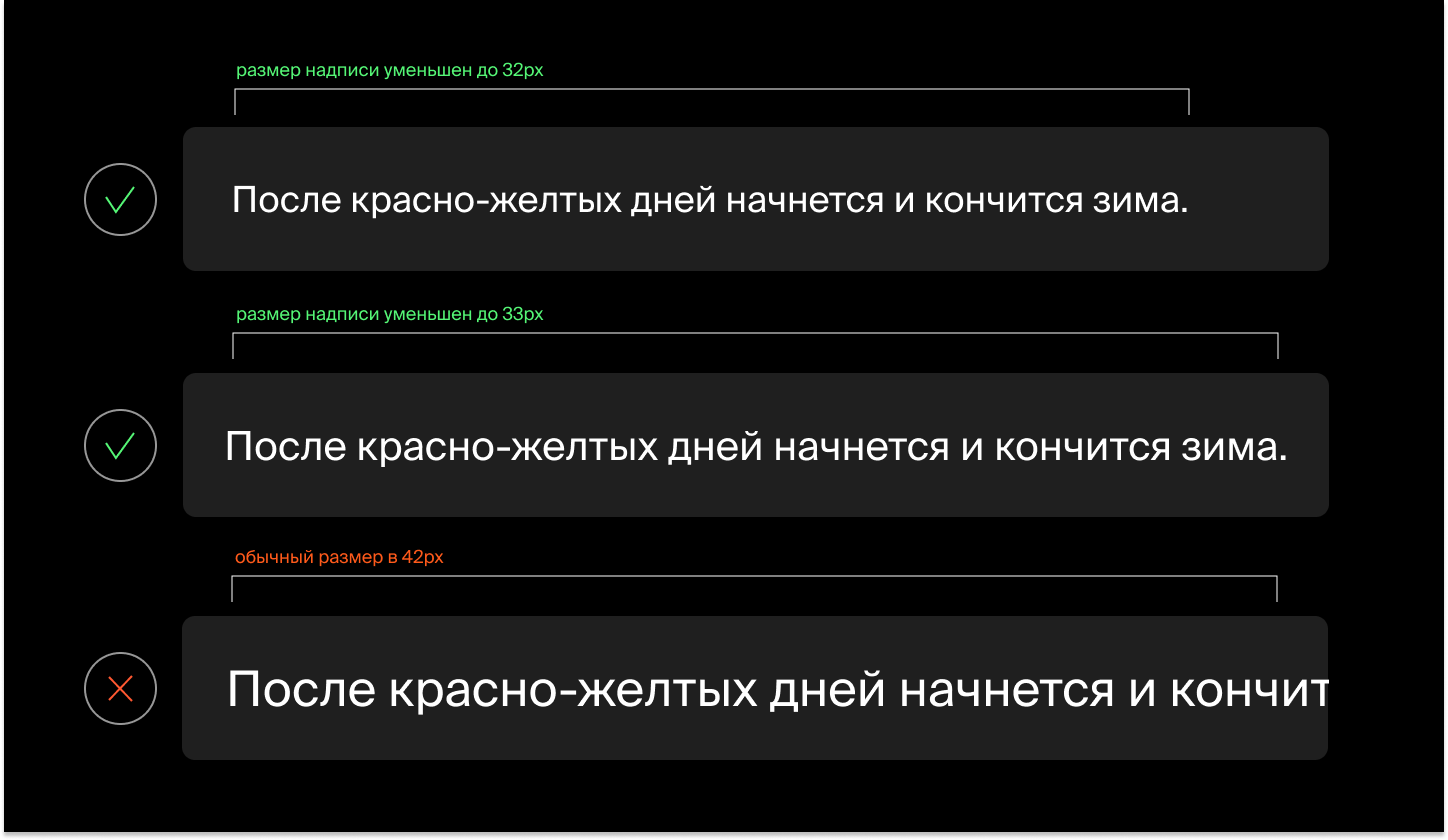 размер надписи уменьшен до 32px
После красно-желтых дней начнется и кончится зима.
размер надписи уменьшен до 33px
После красно-желтых дней начнется и кончится зима.
обычный размер в 42px
После красно-желтых дней начнется и кончит